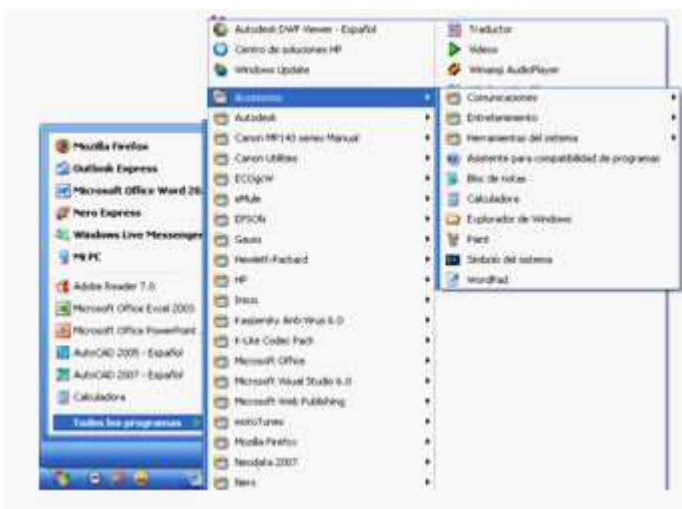 Mozilla Firefox
Outlook Express
Microsoft Office Word 20
Nero Express
Windows Live Messenger
Mi PC
Adobe Reader 7.0
Microsoft Office Excel 2003
Microsoft Office PowerPoint
AutoCAD 2005 - Español
AutoCAD 2007 - Español
Calculadora
Todos los programas
Autodesk DWF Viewer - Español
Centro de soluciones HP
Windows Update
Accesorios
Autodesk
Canon MP140 series Manual
Canon Utilities
ECOgcW
eMule
EPSON
Gauss
Hewlett-Packard
HP
Inicio
Kaspersky Anti-Virus 6.0
K-Lite Codec Pack
Microsoft Office
Microsoft Visual Studio 6.0
Microsoft Web Publishing
Mozilla Firefox
Neodata 2007
Nero
Traductor
Videos
Winamp AudioPlayer
Comunicaciones
Entretenimiento
Herramientas del sistema
Asistente para compatibilidad de programas
Bloc de notas
Calculadora
Explorador de Windows
Paint
Símbolo del sistema
WordPad